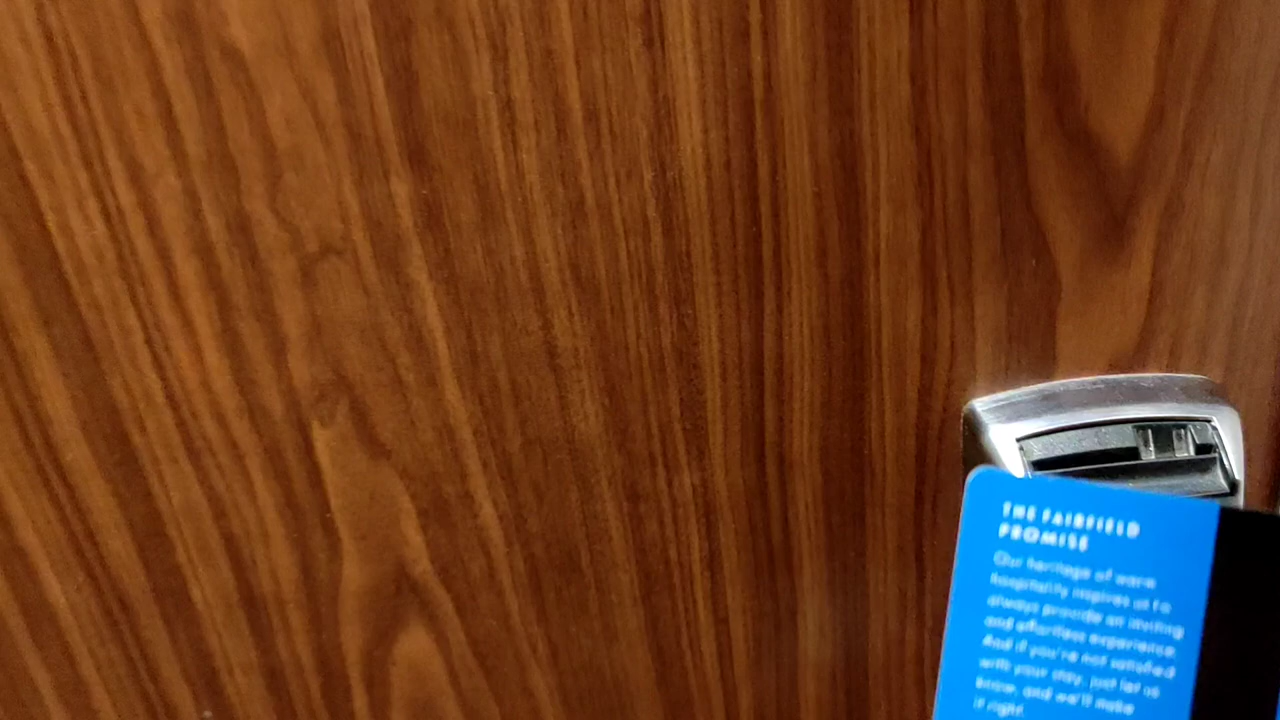 THE FAIRFIELD
PROMISE
Our heritage of warm
hospitality inspires us to
always provide an inviting
and effortless experience.
And if you're not satisfied
with your stay, just let us
know, and we'll make
it right.